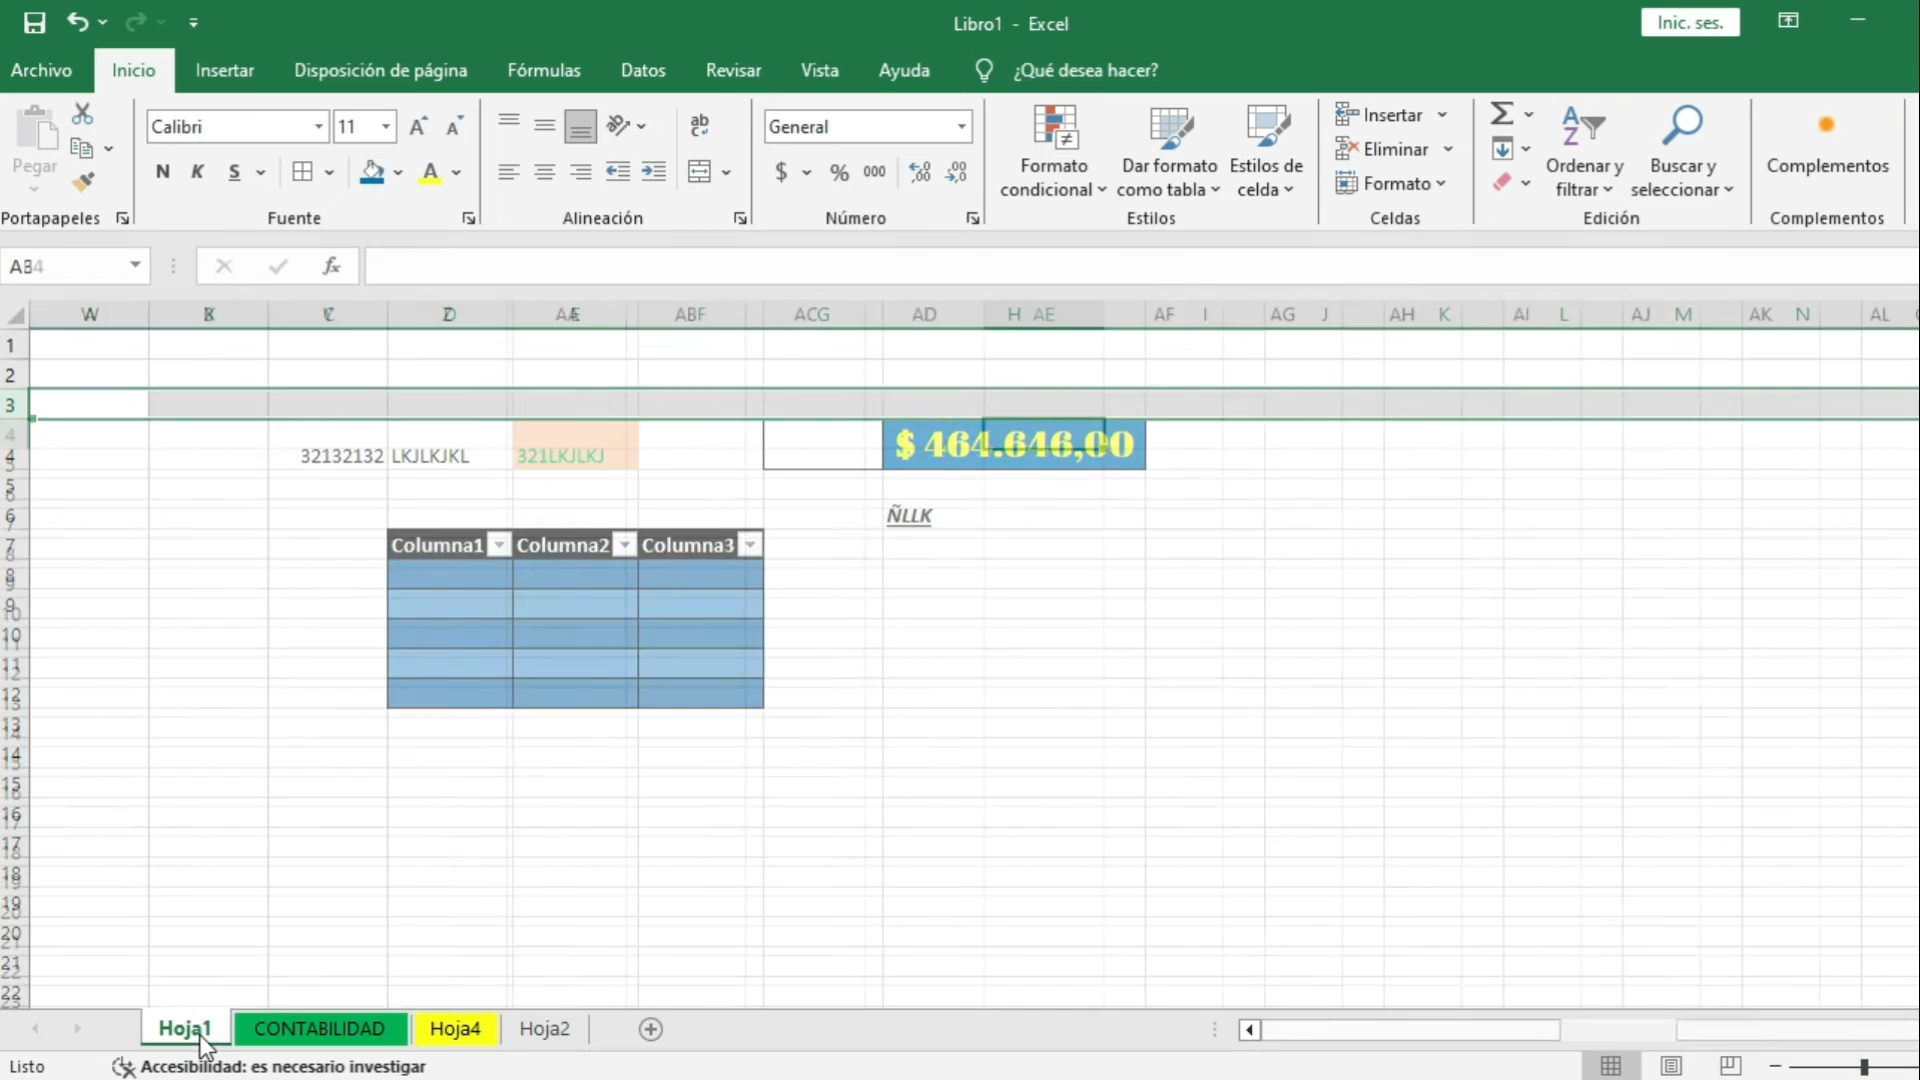 Libro1 - Excel
Inic. ses.
Archivo Inicio Insertar Disposición de página Fórmulas Datos Revisar Vista Ayuda ¿Qué desea hacer?
Pegar
Portapapeles
Calibri 11
N K S
Fuente
ab
Alineación
General
$ % 000
Número
Formato condicional
Dar formato como tabla
Estilos de celda
Estilos
Insertar
Eliminar
Formato
Celdas
Ordenar y filtrar
Buscar y seleccionar
Edición
Complementos
Complementos
fx
AD H AE AF I AG J AH K AI L AJ M AK N AL
1
2
3
4 $ 464.646,00
4 32132132 LKJLKJKL 321LKJLKJ
5
6 ÑLLK
7 Columna1 Columna2 Columna3
8
9
10
11
12
13
14
15
16
17
18
19
20
21
22
Hoja1 CONTABILIDAD Hoja4 Hoja2
Listo Accesibilidad: es necesario investigar